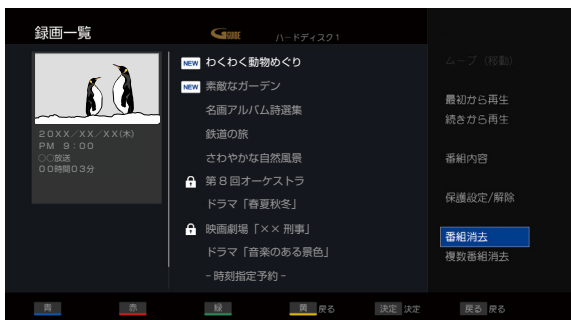 録画一覧
G GUIDE
ハードディスク1
NEW わくわく動物めぐり
NEW 素敵なガーデン
名画アルバム詩選集
鉄道の旅
さわやかな自然風景
第8回オーケストラ
ドラマ「春夏秋冬」
映画劇場「×× 刑事」
ドラマ「音楽のある景色」
-時刻指定予約-
20XX/XX/XX(木)
PM 9:00
○○放送
00時間03分
ムーブ(移動)
最初から再生
続きから再生
番組内容
保護設定/解除
番組消去
複数番組消去
青
赤
緑
黄 戻る
決定 決定
戻る 戻る